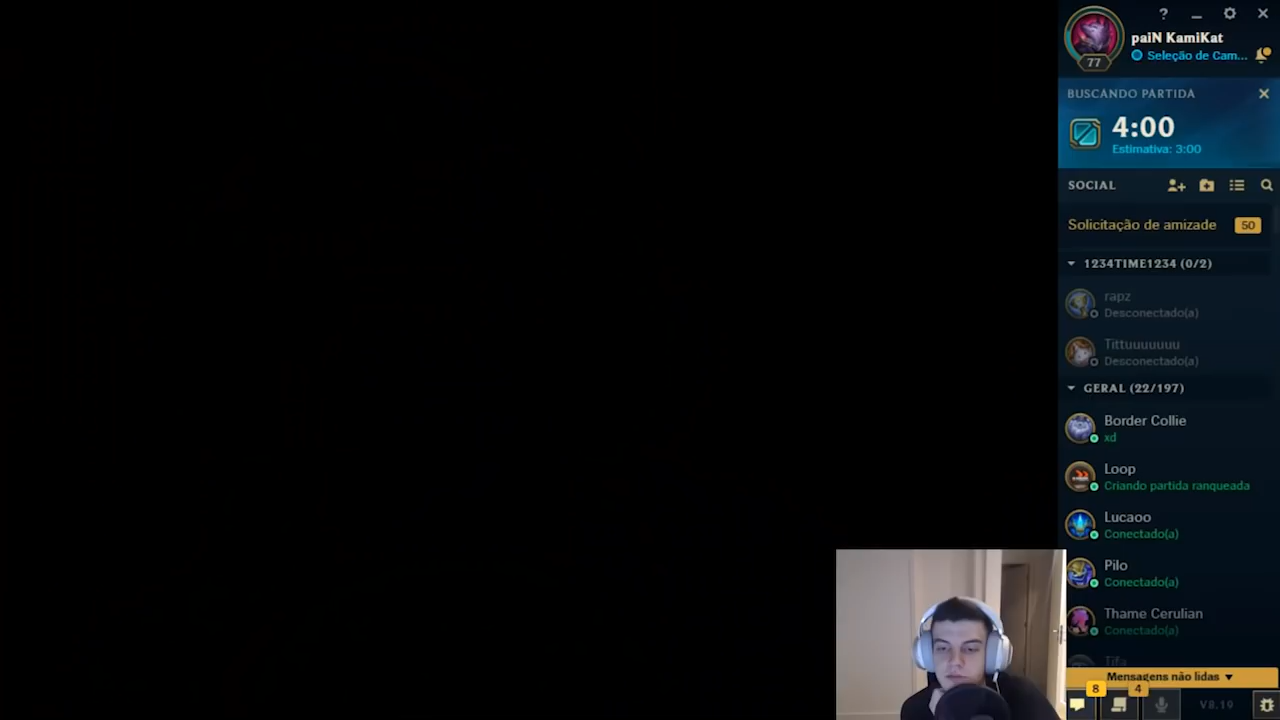 ?
paiN KamiKat
77
Seleção de Cam...
BUSCANDO PARTIDA
4:00
Estimativa: 3:00
SOCIAL
Solicitação de amizade 50
1234TIME1234 (0/2)
rapz
Desconectado(a)
Tittuuuuuuu
Desconectado(a)
GERAL (22/197)
Border Collie
xd
Loop
Criando partida ranqueada
Lucaoo
Conectado(a)
Pilo
Conectado(a)
Thame Cerulian
Conectado(a)
Tifa
Mensagens não lidas
8 4
V8.19